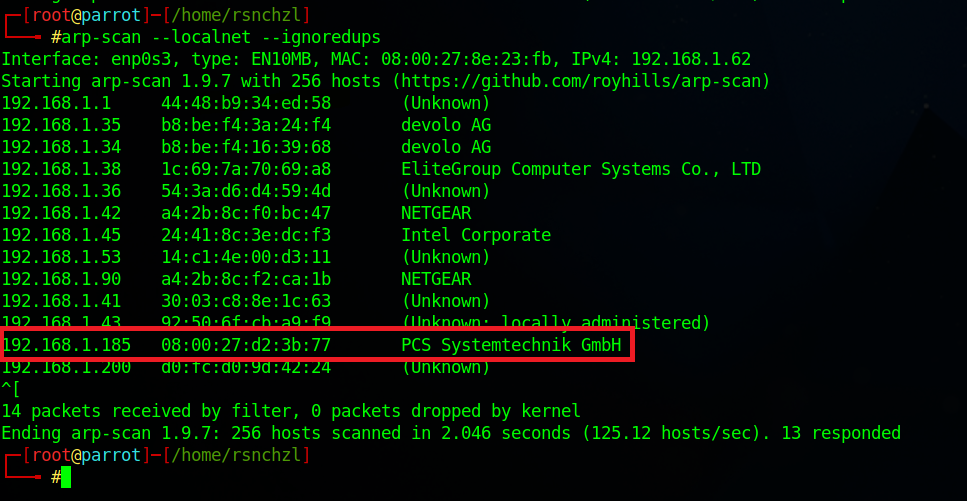 [root@parrot]─[/home/rsnchzl]
#arp-scan --localnet --ignoredups
Interface: enp0s3, type: EN10MB, MAC: 08:00:27:8e:23:fb, IPv4: 192.168.1.62
Starting arp-scan 1.9.7 with 256 hosts (https://github.com/royhills/arp-scan)
192.168.1.1 44:48:b9:34:ed:58 (Unknown)
192.168.1.35 b8:be:f4:3a:24:f4 devolo AG
192.168.1.34 b8:be:f4:16:39:68 devolo AG
192.168.1.38 1c:69:7a:70:69:a8 EliteGroup Computer Systems Co., LTD
192.168.1.36 54:3a:d6:d4:59:4d (Unknown)
192.168.1.42 a4:2b:8c:f0:bc:47 NETGEAR
192.168.1.45 24:41:8c:3e:dc:f3 Intel Corporate
192.168.1.53 14:c1:4e:00:d3:11 (Unknown)
192.168.1.90 a4:2b:8c:f2:ca:1b NETGEAR
192.168.1.41 30:03:c8:8e:1c:63 (Unknown)
192.168.1.43 92:50:6f:cb:a9:f9 (Unknown: locally administered)
192.168.1.185 08:00:27:d2:3b:77 PCS Systemtechnik GmbH
192.168.1.200 d0:fc:d0:9d:42:24 (Unknown)
^[
14 packets received by filter, 0 packets dropped by kernel
Ending arp-scan 1.9.7: 256 hosts scanned in 2.046 seconds (125.12 hosts/sec). 13 responded
[root@parrot]─[/home/rsnchzl]
#